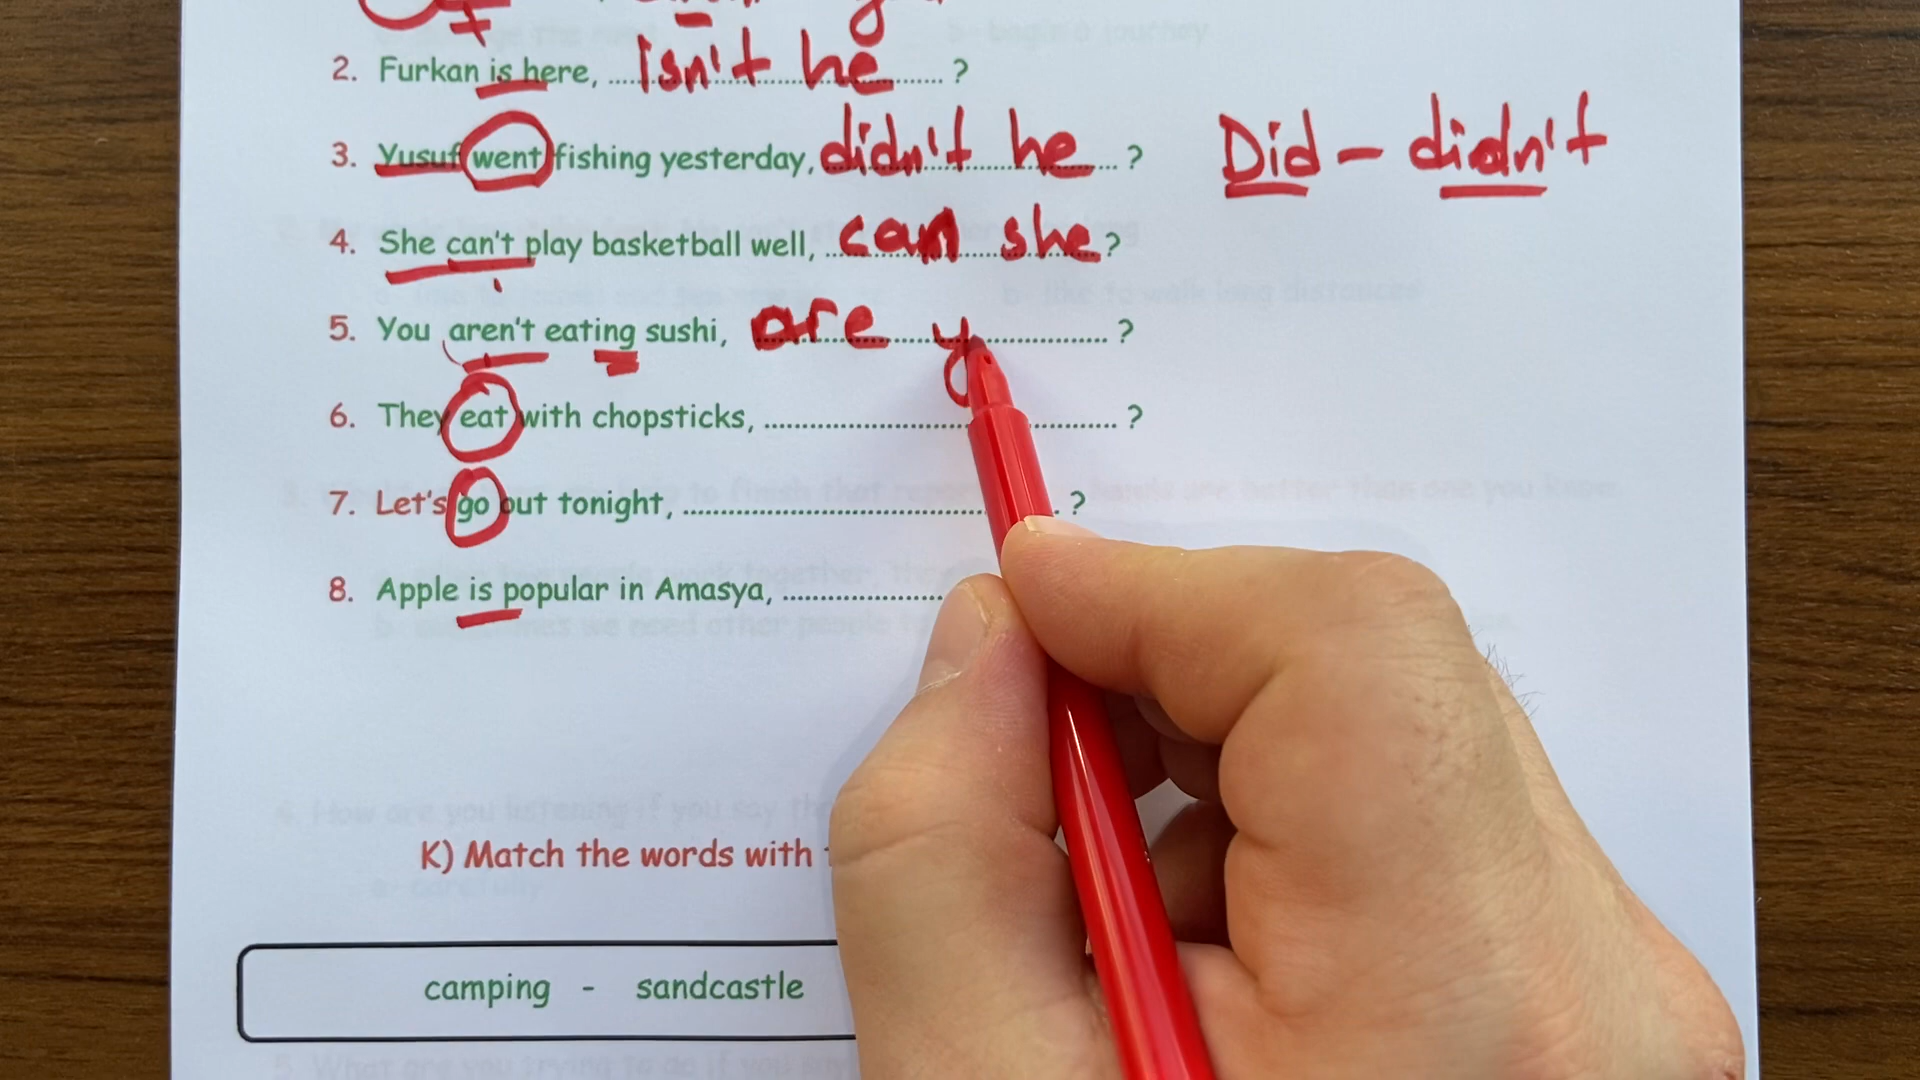 2. Furkan is here, isn't he ?
3. Yusuf went fishing yesterday, didn't he ? Did - didn't
4. She can't play basketball well, can she ?
5. You aren't eating sushi, are y ?
6. They eat with chopsticks, ?
7. Let's go out tonight, ?
8. Apple is popular in Amasya,
K) Match the words with
camping - sandcastle